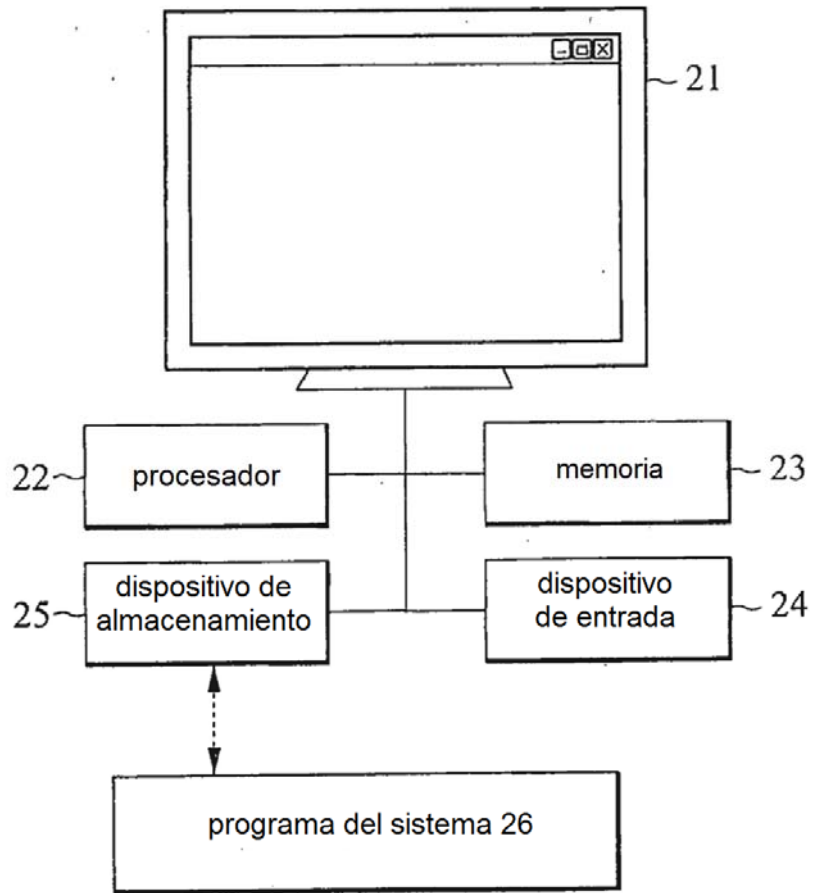 21
22
procesador
memoria
23
25
dispositivo de
almacenamiento
dispositivo
de entrada
24
programa del sistema 26